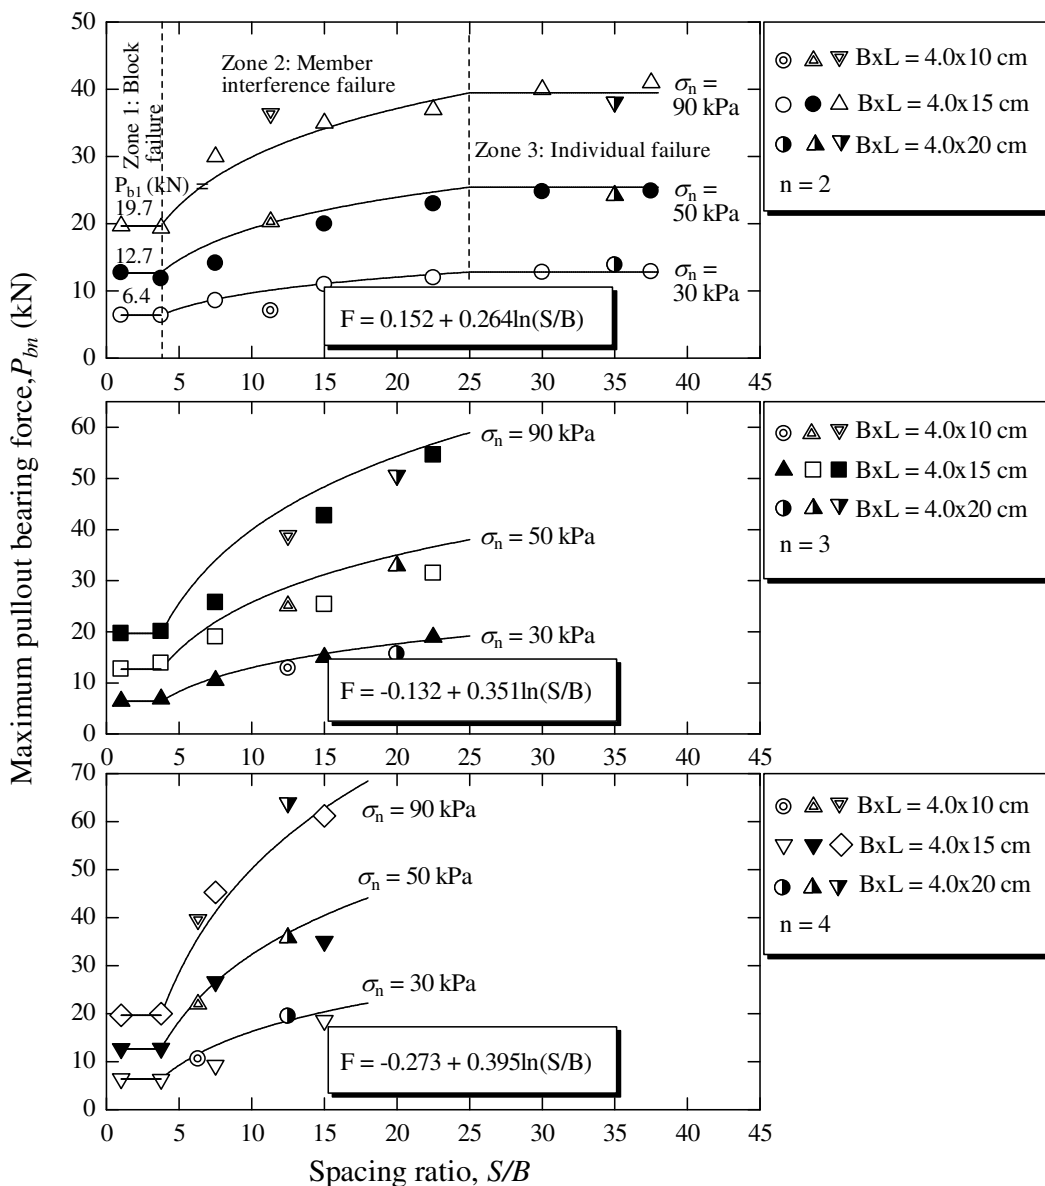 Maximum pullout bearing force,P_bn (kN)
50
40
30
20
10
0
Zone 1: Block
failure
Zone 2: Member
interference failure
Zone 3: Individual failure
P_b1 (kN) =
19.7
12.7
6.4
σ_n =
90 kPa
σ_n =
50 kPa
σ_n =
30 kPa
F = 0.152 + 0.264ln(S/B)
0 5 10 15 20 25 30 35 40 45
BxL = 4.0x10 cm
BxL = 4.0x15 cm
BxL = 4.0x20 cm
n = 2
60
50
40
30
20
10
0
σ_n = 90 kPa
σ_n = 50 kPa
σ_n = 30 kPa
F = -0.132 + 0.351ln(S/B)
0 5 10 15 20 25 30 35 40 45
BxL = 4.0x10 cm
BxL = 4.0x15 cm
BxL = 4.0x20 cm
n = 3
70
60
50
40
30
20
10
0
σ_n = 90 kPa
σ_n = 50 kPa
σ_n = 30 kPa
F = -0.273 + 0.395ln(S/B)
0 5 10 15 20 25 30 35 40 45
BxL = 4.0x10 cm
BxL = 4.0x15 cm
BxL = 4.0x20 cm
n = 4
Spacing ratio, S/B